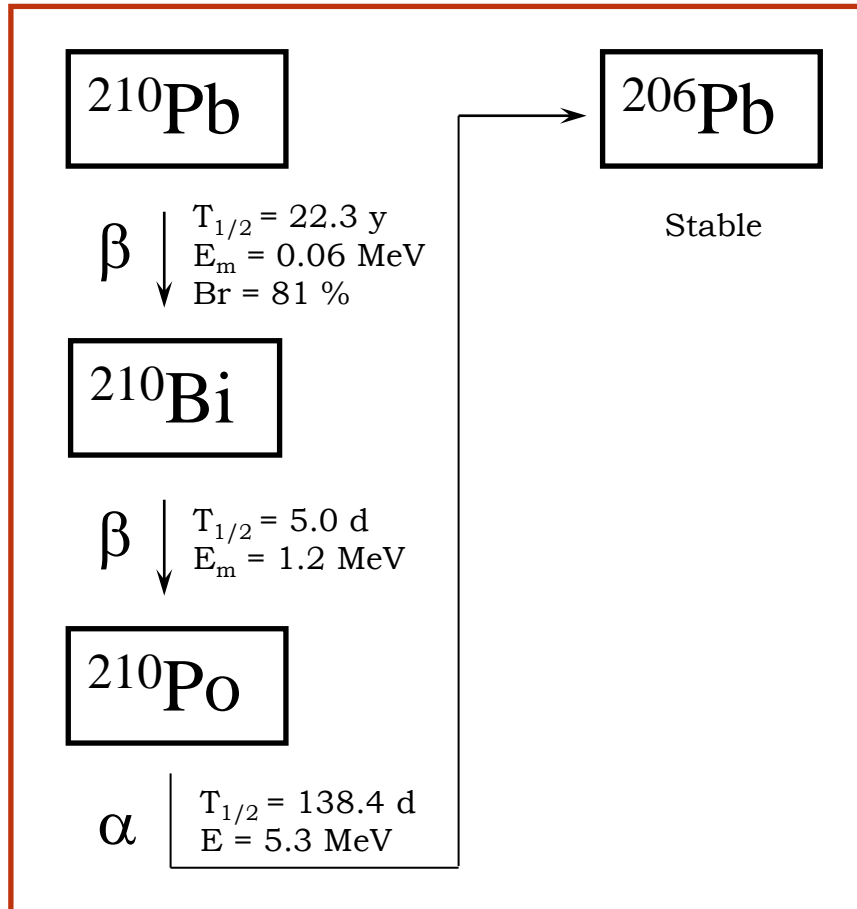 ²¹⁰Pb
β
T₁/₂ = 22.3 y
Eₘ = 0.06 MeV
Br = 81 %
²¹⁰Bi
β
T₁/₂ = 5.0 d
Eₘ = 1.2 MeV
²¹⁰Po
α
T₁/₂ = 138.4 d
E = 5.3 MeV
²⁰⁶Pb
Stable